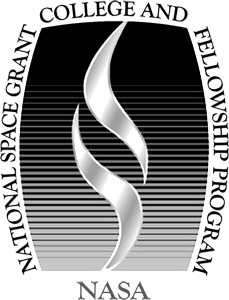 NATIONAL SPACE GRANT COLLEGE AND FELLOWSHIP PROGRAM
NASA